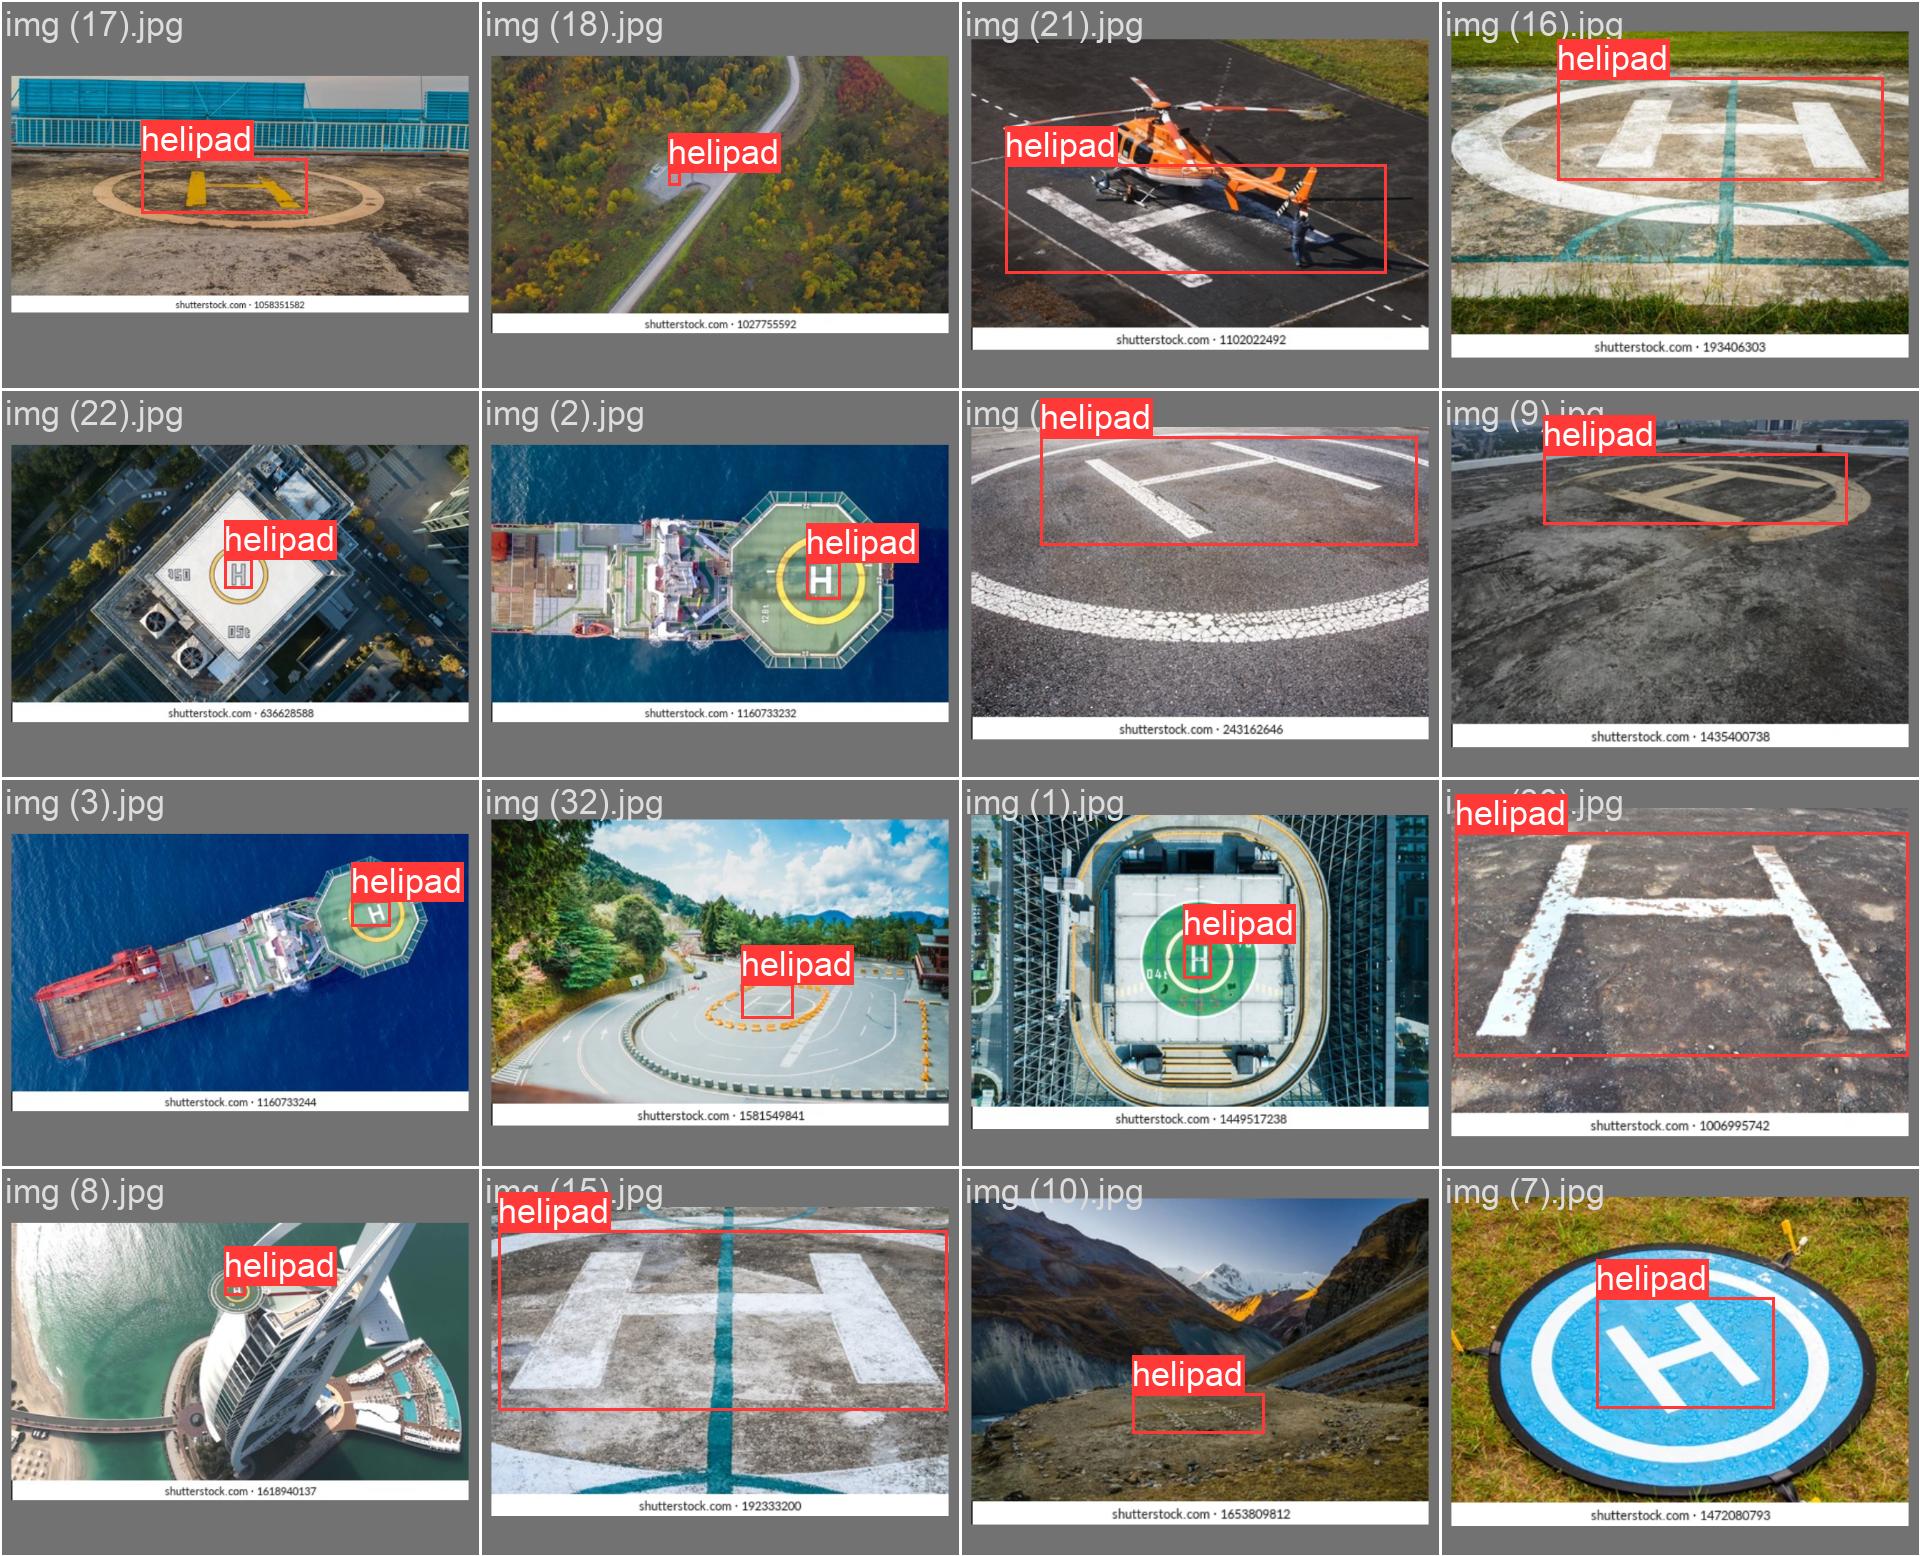 img (17).jpg
helipad
shutterstock.com · 1058351582
img (18).jpg
helipad
shutterstock.com · 1027755592
img (21).jpg
helipad
shutterstock.com · 1102022492
img (16).jpg
helipad
H
shutterstock.com · 193406303
img (22).jpg
helipad
H
shutterstock.com · 636628588
img (2).jpg
helipad
H
shutterstock.com · 1160733232
img (
helipad
H
shutterstock.com · 243162646
img (9).jpg
helipad
H
shutterstock.com · 1435400738
img (3).jpg
helipad
H
shutterstock.com · 1160733244
img (32).jpg
helipad
shutterstock.com · 1581549841
img (1).jpg
helipad
H
04t
shutterstock.com · 1449517238
.jpg
helipad
H
shutterstock.com · 1006995742
img (8).jpg
helipad
shutterstock.com · 1618940137
img (15).jpg
helipad
H
shutterstock.com · 192333200
img (10).jpg
helipad
shutterstock.com · 1653809812
img (7).jpg
helipad
H
shutterstock.com · 1472080793